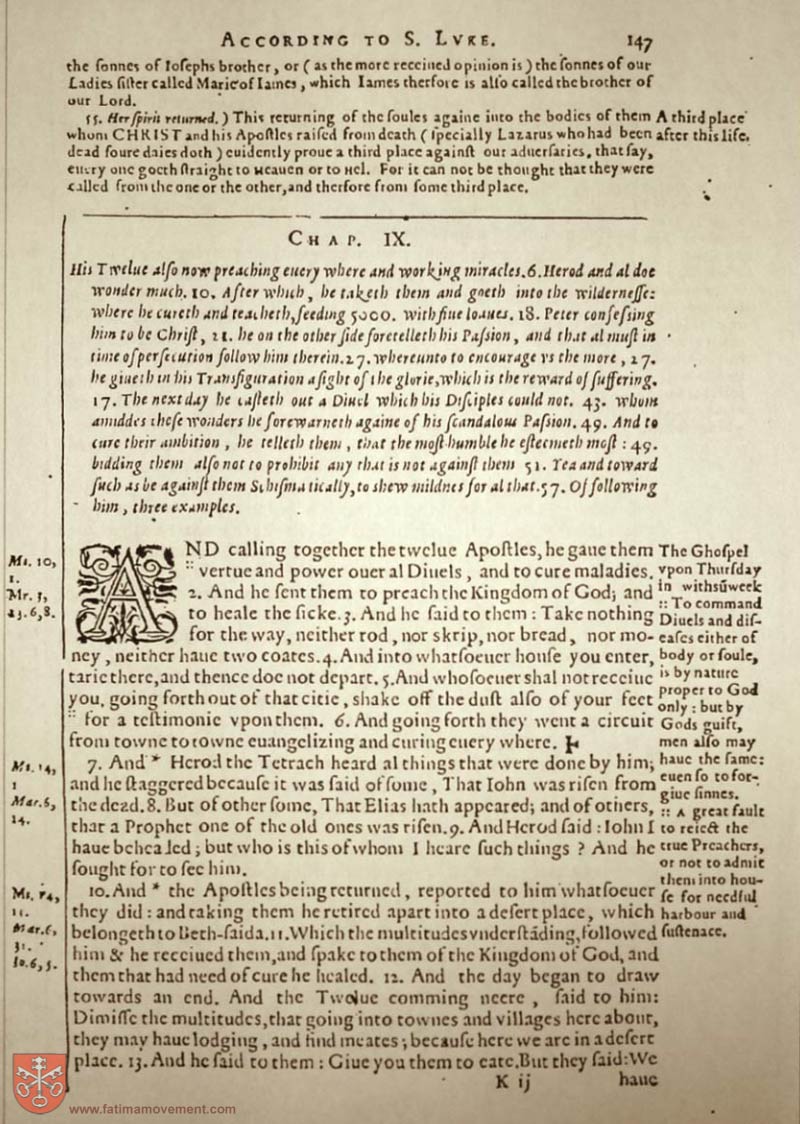 ACCORDING TO S. LVKE. 147
the sonnes of Iosephs brother, or (as the more receiued opinion is) the sonnes of our
Ladies sister called Marie of Iames, which Iames therfore is also called the brother of
our Lord.
55. Her spirit returned.) This returning of the soules againe into the bodies of them
whom CHRIST and his Apostles raised from death (specially Lazarus who had been
dead foure daies doth) euidently proue a third place against our aduersaries, that say,
euery one goeth straight to Heauen or to Hel. For it can not be thought that they were
called from the one or the other, and therfore from some third place.
A third place
after this life.
CHAP. IX.
His Twelue also now preaching euery where and working miracles. 6. Herod and al doe
wonder much. 10. After which, he taketh them and goeth into the wildernesse:
where he cureth and teacheth, feeding 5000. with fiue loaues. 18. Peter confessing
him to be Christ, 21. he on the other side foretelleth his Passion, and that al must in
time of persecution follow him therein. 27. whereunto to encourage vs the more, 27.
he giueth in his Transfiguration a sight of the glorie, which is the reward of suffering.
17. The next day he casteth out a Diuel which his Disciples could not. 43. whom
amiddes these wonders he forewarneth againe of his scandalous Passion. 49. And to
cure their ambition, he telleth them, that the most humble he esteemeth most: 49.
bidding them also not to prohibit any that is not against them 51. Yea and toward
such as be against them Schismatically, to shew mildnes for al that. 57. Of following
him, three examples.
AND calling together the twelue Apostles, he gaue them
:: vertue and power ouer al Diuels, and to cure maladies.
2. And he sent them to preach the Kingdom of God; and
to heale the sicke. 3. And he said to them: Take nothing
for the way, neither rod, nor skrip, nor bread, nor mo-
ney, neither haue two coates. 4. And into whatsoeuer house you enter,
tarie there, and thence doe not depart. 5. And whosoeuer shal not receiue
you, going forth out of that citie, shake off the dust also of your feet
:: for a testimonie vpon them. 6. And going forth they went a circuit
from towne to towne euangelizing and curing euery where.
7. And * Herod the Tetrach heard al things that were done by him;
and he staggered because it was said of some, That Iohn was risen from
the dead. 8. But of other some, That Elias hath appeared; and of others,
that a Prophet one of the old ones was risen. 9. And Herod said: Iohn I
haue beheaded; but who is this of whom I heare such things? And he
sought for to see him.
10. And * the Apostles being returned, reported to him whatsoeuer
they did: and taking them he retired apart into a desert place, which
belongeth to Beth-saida. 11. Which the multitudes vnderstāding, followed
him & he receiued them, and spake to them of the Kingdom of God, and
them that had need of cure he healed. 12. And the day began to draw
towards an end. And the Twelue comming neere, said to him:
Dimisse the multitudes, that going into townes and villages here about,
they may haue lodging, and find meates; because here we are in a desert
place. 13. And he said to them: Giue you them to eate. But they said: We
K ij haue
Mt. 10,
1.
Mr. 3,
13. 6, 8.
Mt. 14,
1
Mar. 6,
14.
Mt. 14,
Mar. 6,
31.
Io. 6, 5.
The Ghospel
vpon Thursday
in withsūweek
:: To command
Diuels and dis-
eases either of
body or soule,
is by nature
proper to God
only: but by
Gods guift,
men also may
haue the same:
euen so to for-
giue sinnes.
:: A great fault
to reiect the
true Preachers,
or not to admit
them into hou-
se for needful
harbour and
sustenace.
www.fatimamovement.com